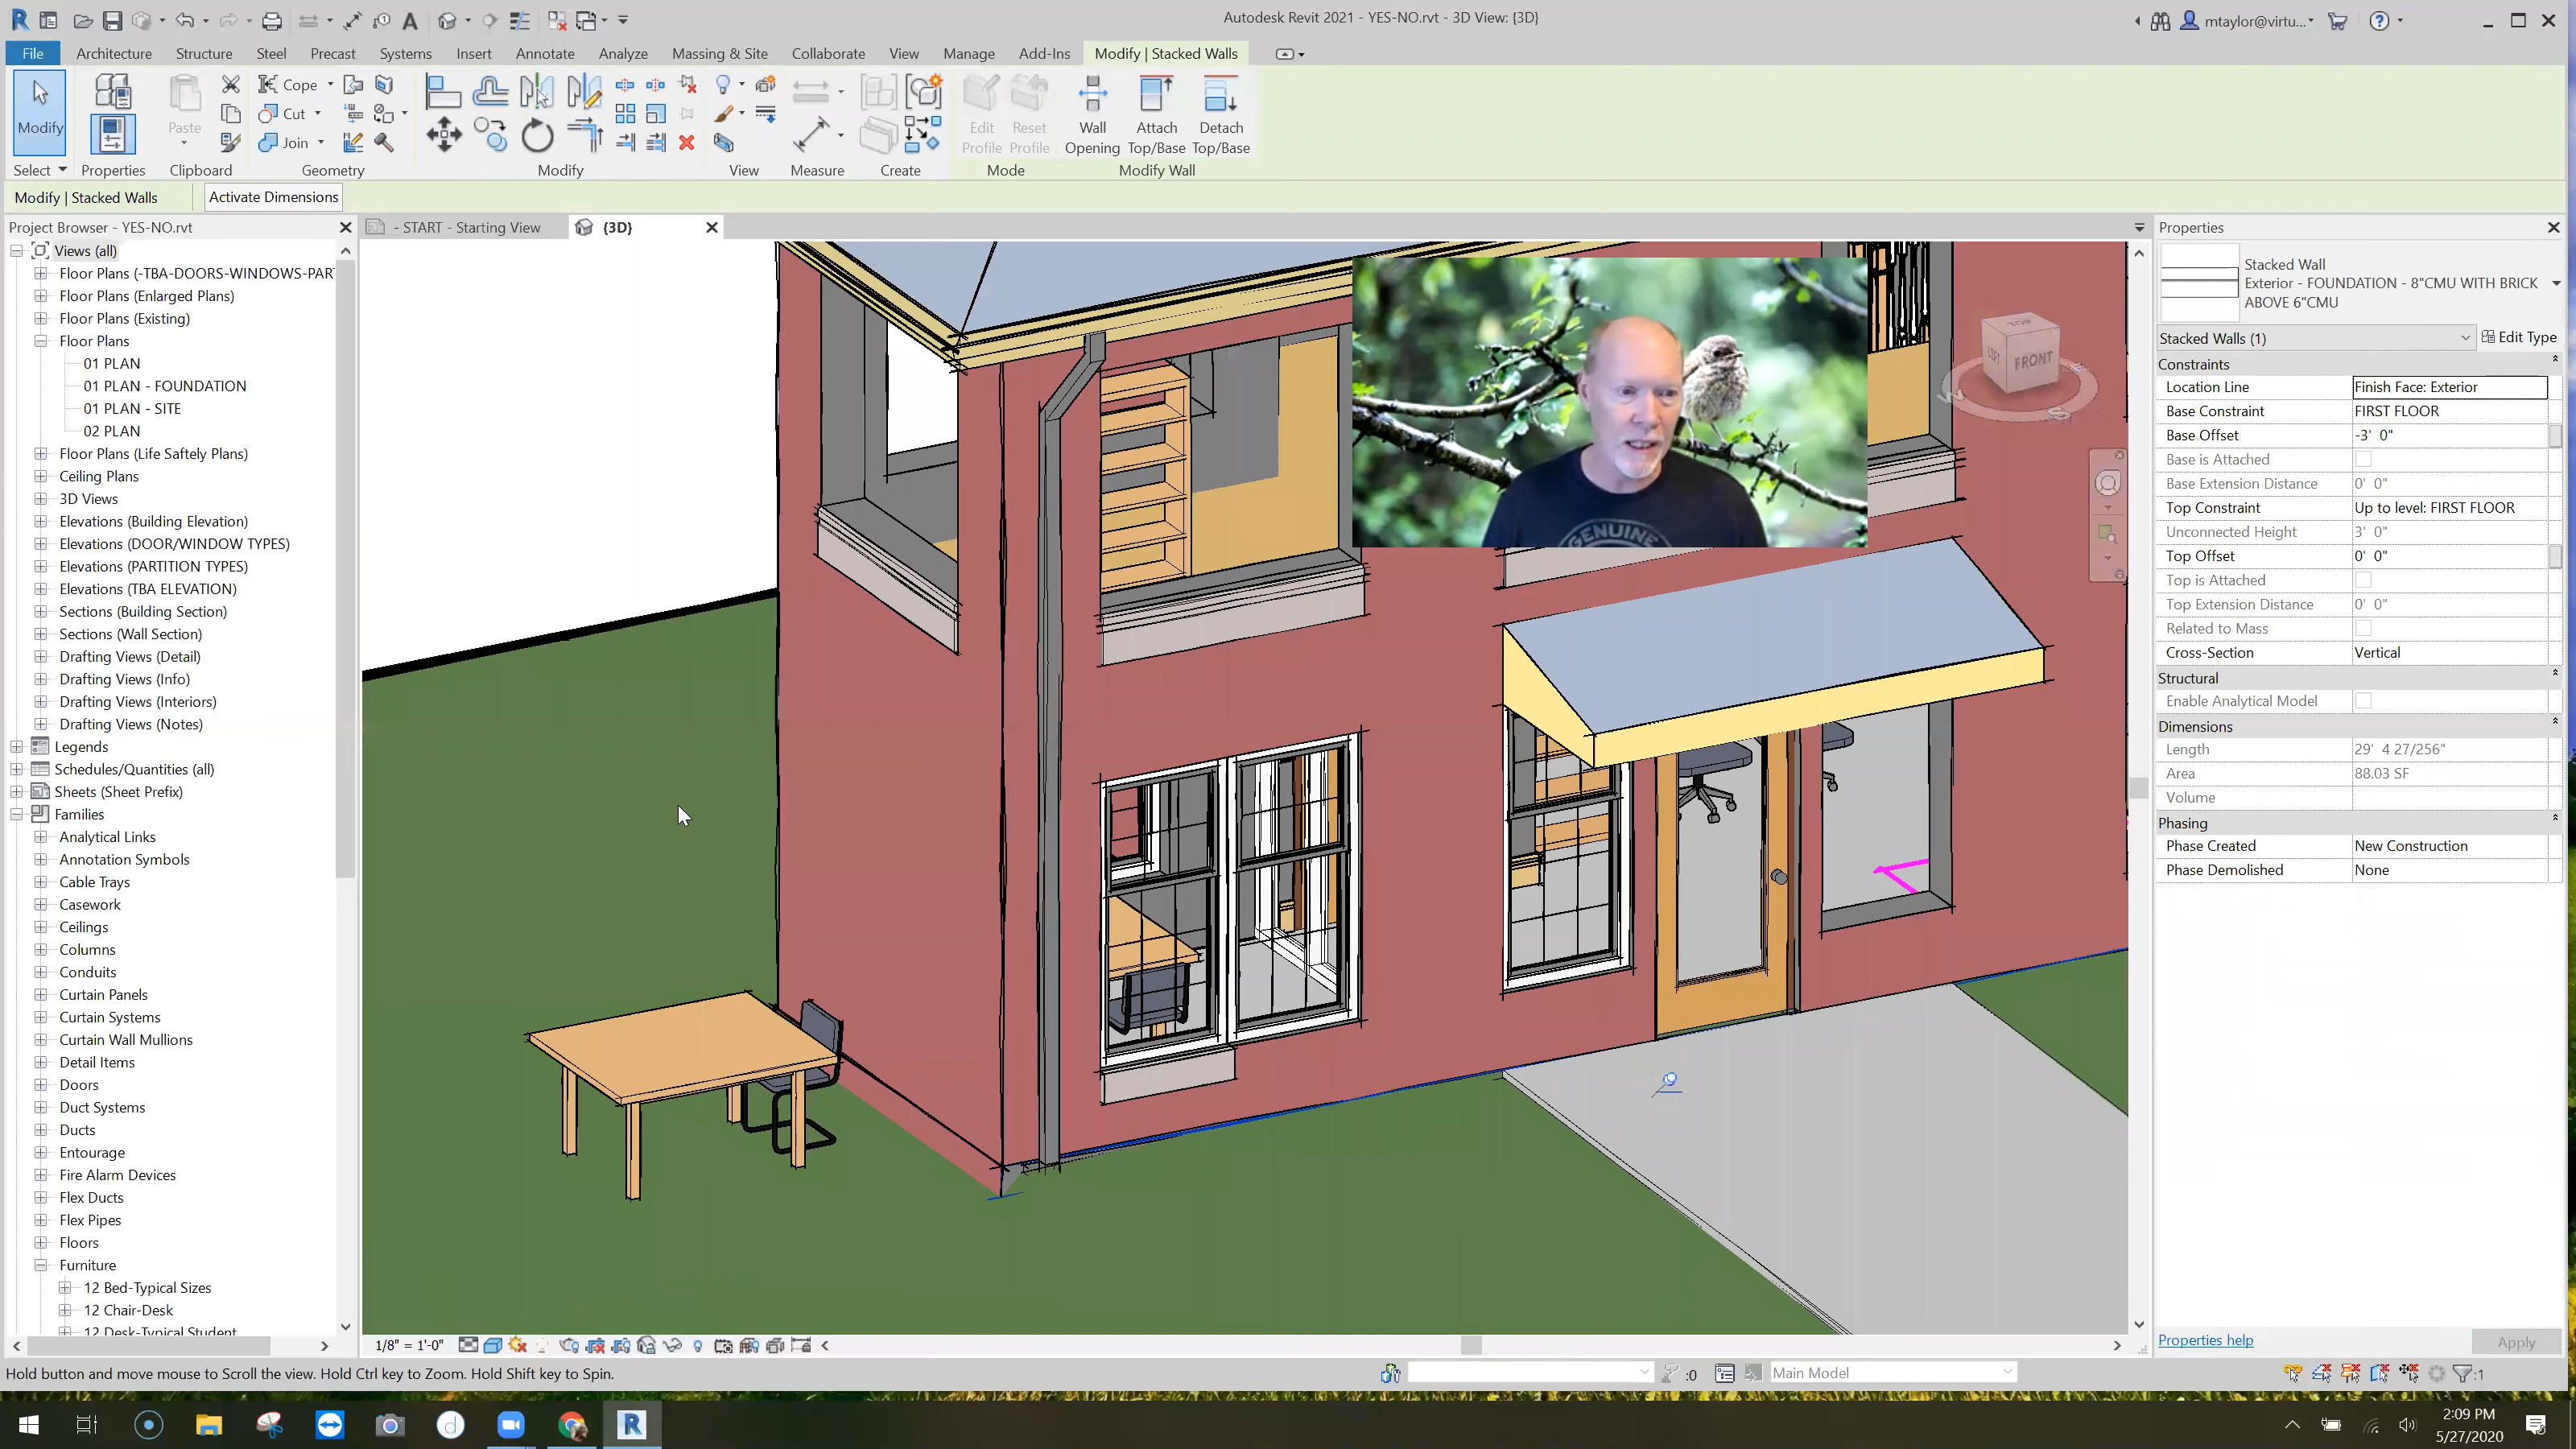 Autodesk Revit 2021 - YES-NO.rvt - 3D View: {3D}
mtaylor@virtu...
File Architecture Structure Steel Precast Systems Insert Annotate Analyze Massing & Site Collaborate View Manage Add-Ins Modify | Stacked Walls
Modify Paste Cope Cut Join Edit Profile Reset Profile Wall Opening Attach Top/Base Detach Top/Base
Select Properties Clipboard Geometry Modify View Measure Create Mode Modify Wall
Modify | Stacked Walls Activate Dimensions
Project Browser - YES-NO.rvt
- START - Starting View
{3D}
Views (all)
Floor Plans (-TBA-DOORS-WINDOWS-PAR
Floor Plans (Enlarged Plans)
Floor Plans (Existing)
Floor Plans
01 PLAN
01 PLAN - FOUNDATION
01 PLAN - SITE
02 PLAN
Floor Plans (Life Saftely Plans)
Ceiling Plans
3D Views
Elevations (Building Elevation)
Elevations (DOOR/WINDOW TYPES)
Elevations (PARTITION TYPES)
Elevations (TBA ELEVATION)
Sections (Building Section)
Sections (Wall Section)
Drafting Views (Detail)
Drafting Views (Info)
Drafting Views (Interiors)
Drafting Views (Notes)
Legends
Schedules/Quantities (all)
Sheets (Sheet Prefix)
Families
Analytical Links
Annotation Symbols
Cable Trays
Casework
Ceilings
Columns
Conduits
Curtain Panels
Curtain Systems
Curtain Wall Mullions
Detail Items
Doors
Duct Systems
Ducts
Entourage
Fire Alarm Devices
Flex Ducts
Flex Pipes
Floors
Furniture
12 Bed-Typical Sizes
12 Chair-Desk
12 Desk-Typical Student
GENUINE
TOP
LEFT
FRONT
W
S
Properties
Stacked Wall
Exterior - FOUNDATION - 8"CMU WITH BRICK
ABOVE 6"CMU
Stacked Walls (1) Edit Type
Constraints
Location Line Finish Face: Exterior
Base Constraint FIRST FLOOR
Base Offset -3' 0"
Base is Attached
Base Extension Distance 0' 0"
Top Constraint Up to level: FIRST FLOOR
Unconnected Height 3' 0"
Top Offset 0' 0"
Top is Attached
Top Extension Distance 0' 0"
Related to Mass
Cross-Section Vertical
Structural
Enable Analytical Model
Dimensions
Length 29' 4 27/256"
Area 88.03 SF
Volume
Phasing
Phase Created New Construction
Phase Demolished None
Properties help Apply
1/8" = 1'-0"
Hold button and move mouse to Scroll the view. Hold Ctrl key to Zoom. Hold Shift key to Spin.
:0
Main Model
:1
2:09 PM
5/27/2020